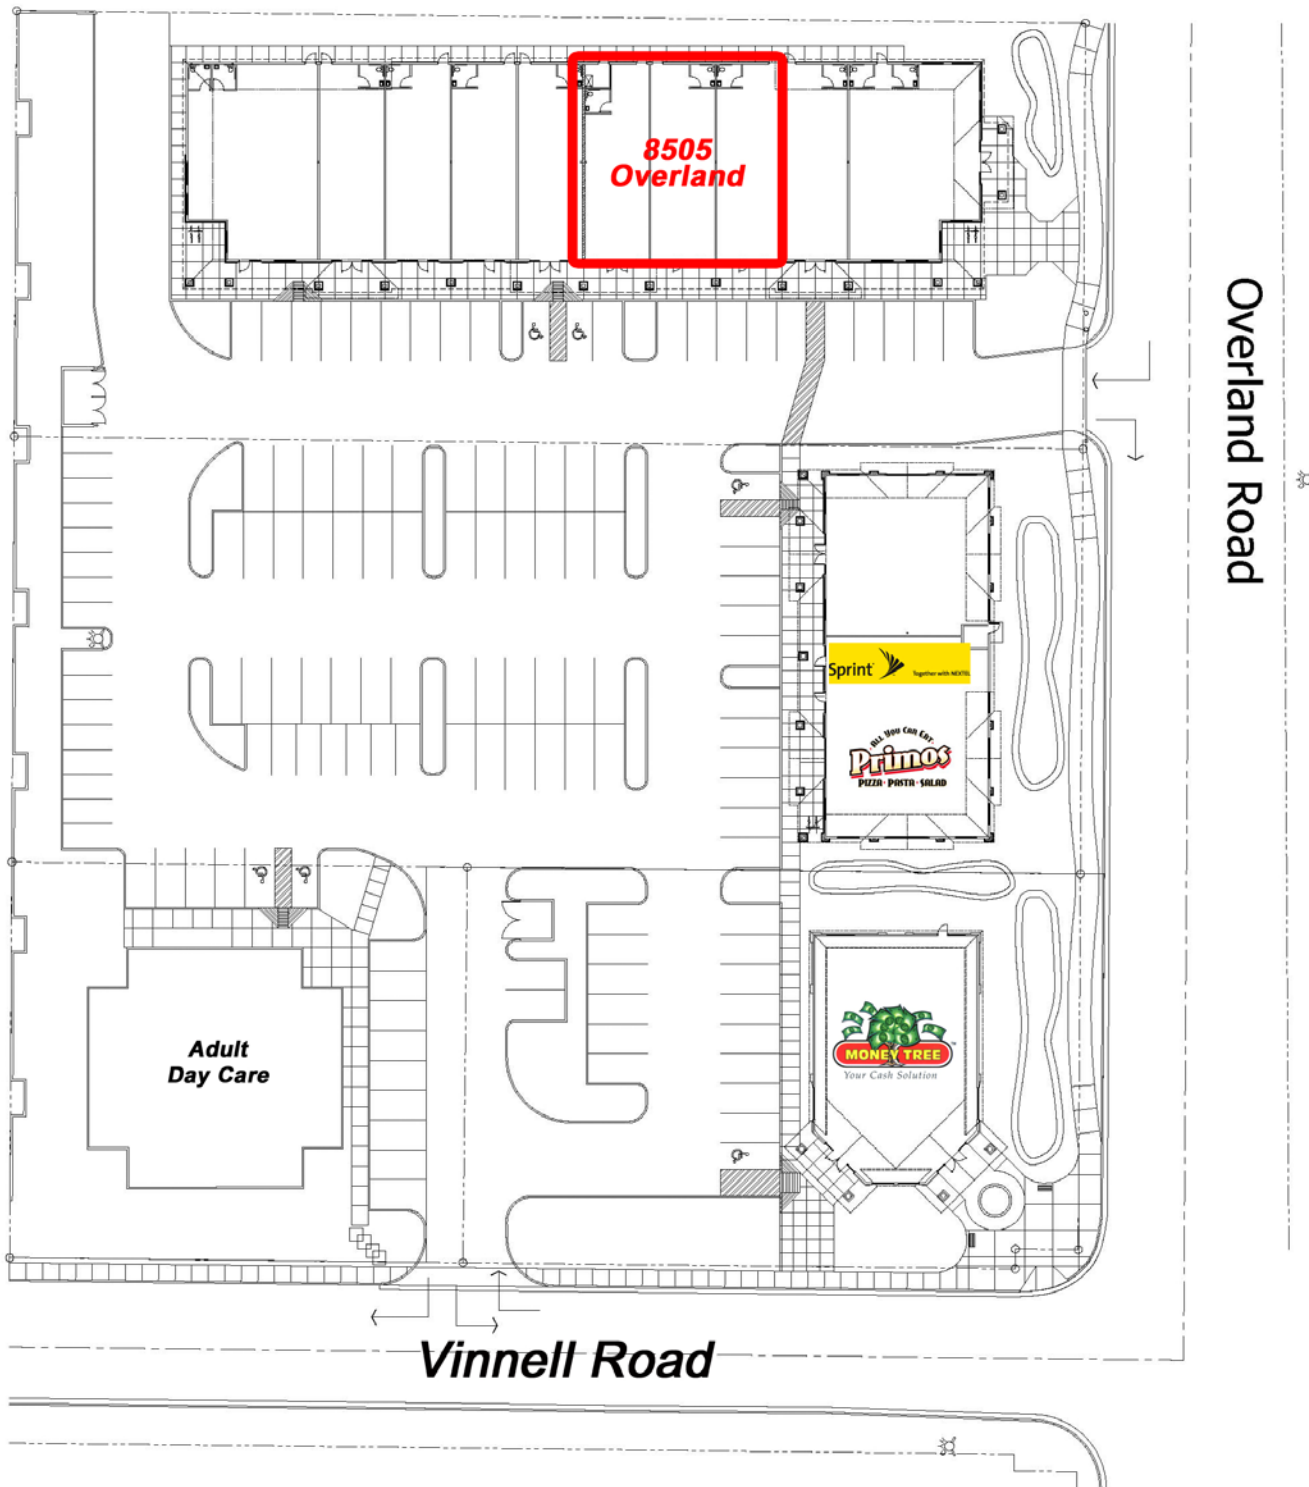 8505
Overland
Overland Road
Sprint
Together with NEXTEL
ALL YOU CAN EAT
Primos
PIZZA · PASTA · SALAD
MONEY TREE
Your Cash Solution
Adult
Day Care
Vinnell Road